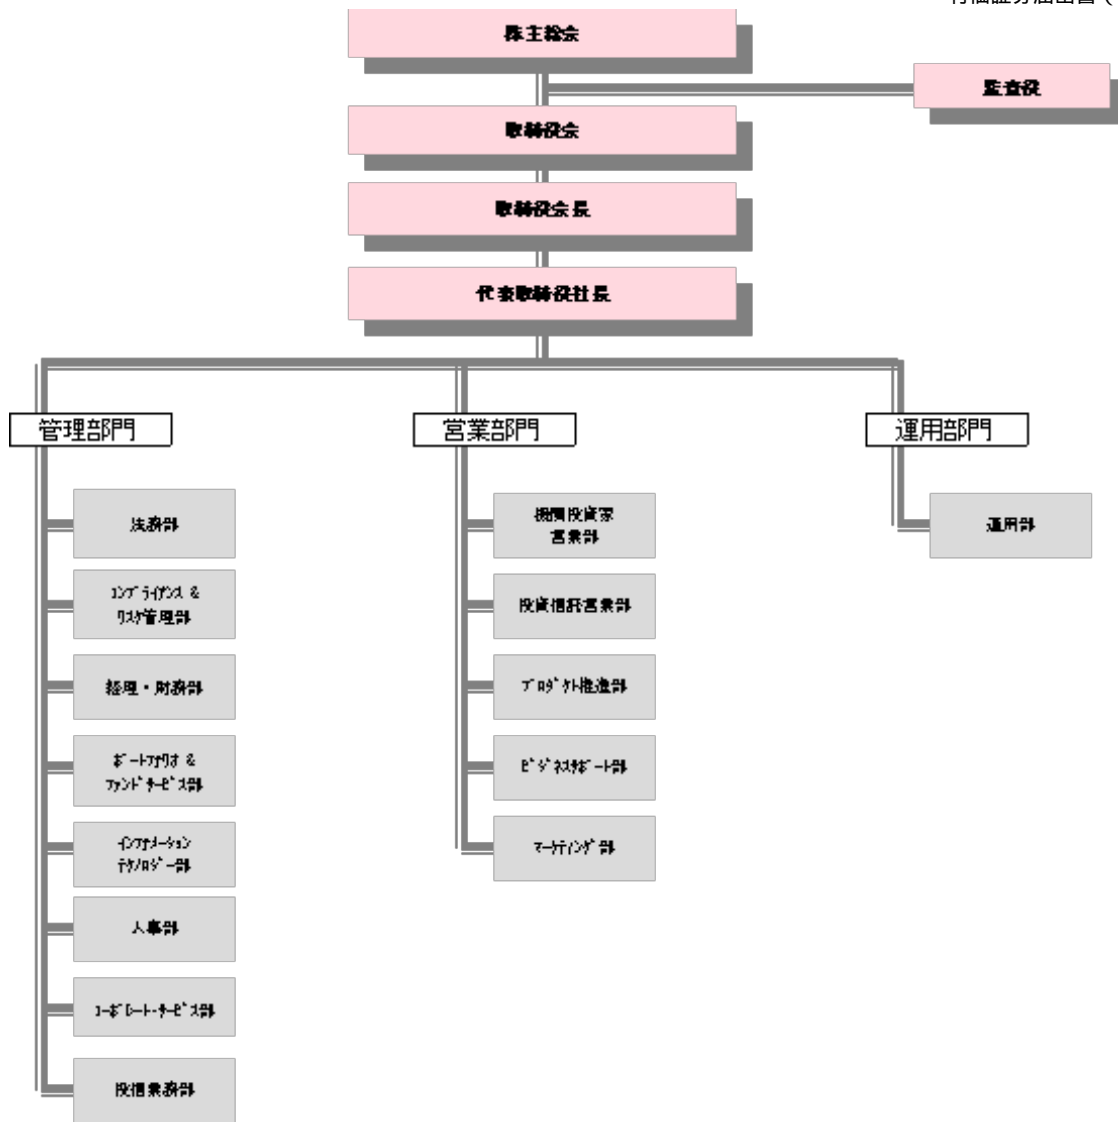 有価証券届出書（
株主総会
監査役
取締役会
取締役会長
代表取締役社長
管理部門
営業部門
運用部門
法務部
ｺﾝﾌﾟﾗｲｱﾝｽ &
ﾘｽｸ管理部
経理・財務部
ﾎﾟｰﾄﾌｫﾘｵ &
ﾌｧﾝﾄﾞｻｰﾋﾞｽ部
ｲﾝﾌｫﾒｰｼｮﾝ
ﾃｸﾉﾛｼﾞｰ部
人事部
ｺｰﾎﾟﾚｰﾄ･ｻｰﾋﾞｽ部
投信業務部
機関投資家
営業部
投資信託営業部
ﾌﾟﾛﾀﾞｸﾄ推進部
ﾋﾞｼﾞﾈｽｻﾎﾟｰﾄ部
ﾏｰｹﾃｨﾝｸﾞ部
運用部